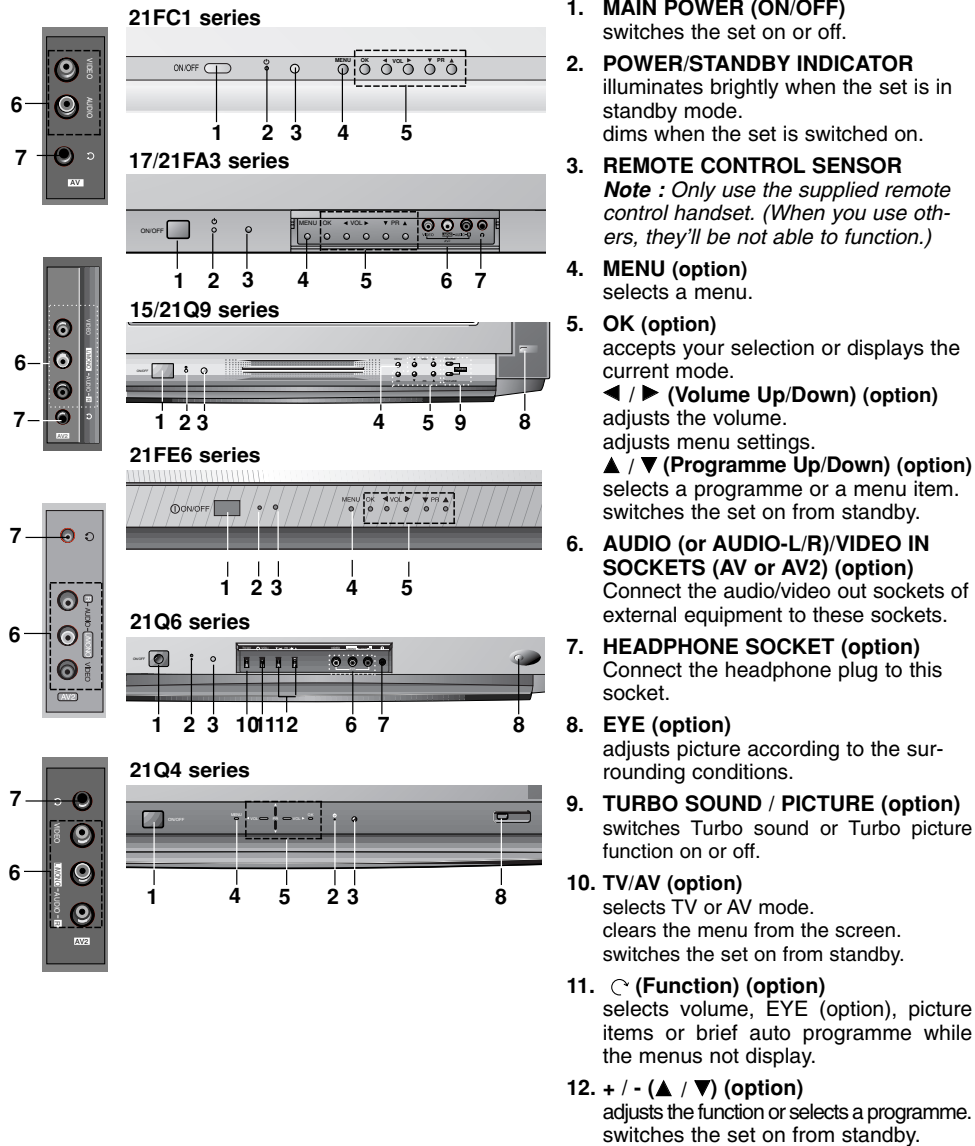 21FC1 series
VIDEO
AUDIO
AV
6
7
ON/OFF
MENU OK ◄ VOL ► ▼ PR ▲
1 2 3 4 5
17/21FA3 series
ON/OFF
MENU OK ◄ VOL ► ▼ PR ▲
1 2 3 4 5 6 7
15/21Q9 series
VIDEO
AUDIO
AV2
6
7
1 2 3 4 5 9 8
21FE6 series
ON/OFF
MENU OK ◄ VOL ► ▼ PR ▲
1 2 3 4 5
7
6
R
AUDIO
VIDEO
AV2
21Q6 series
1 2 3 10 11 12 6 7 8
21Q4 series
7
6
VIDEO
L/MONO
AUDIO
R
AV2
ON/OFF
1 4 5 2 3 8
1. MAIN POWER (ON/OFF)
switches the set on or off.
2. POWER/STANDBY INDICATOR
illuminates brightly when the set is in
standby mode.
dims when the set is switched on.
3. REMOTE CONTROL SENSOR
Note : Only use the supplied remote
control handset. (When you use oth-
ers, they’ll be not able to function.)
4. MENU (option)
selects a menu.
5. OK (option)
accepts your selection or displays the
current mode.
◄ / ► (Volume Up/Down) (option)
adjusts the volume.
adjusts menu settings.
▲ / ▼ (Programme Up/Down) (option)
selects a programme or a menu item.
switches the set on from standby.
6. AUDIO (or AUDIO-L/R)/VIDEO IN
SOCKETS (AV or AV2) (option)
Connect the audio/video out sockets of
external equipment to these sockets.
7. HEADPHONE SOCKET (option)
Connect the headphone plug to this
socket.
8. EYE (option)
adjusts picture according to the sur-
rounding conditions.
9. TURBO SOUND / PICTURE (option)
switches Turbo sound or Turbo picture
function on or off.
10. TV/AV (option)
selects TV or AV mode.
clears the menu from the screen.
switches the set on from standby.
11. (Function) (option)
selects volume, EYE (option), picture
items or brief auto programme while
the menus not display.
12. + / - (▲ / ▼) (option)
adjusts the function or selects a programme.
switches the set on from standby.